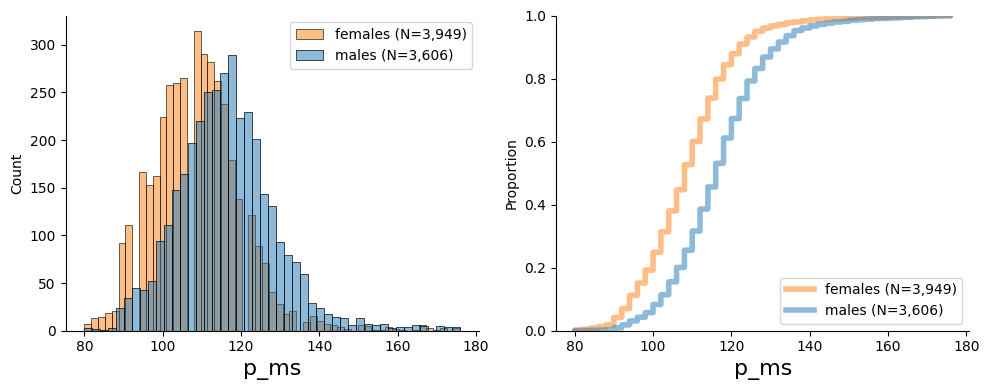 females (N=3,949)
males (N=3,606)
Count
300
250
200
150
100
50
0
80 100 120 140 160 180
p_ms
Proportion
1.0
0.8
0.6
0.4
0.2
0.0
females (N=3,949)
males (N=3,606)
80 100 120 140 160 180
p_ms